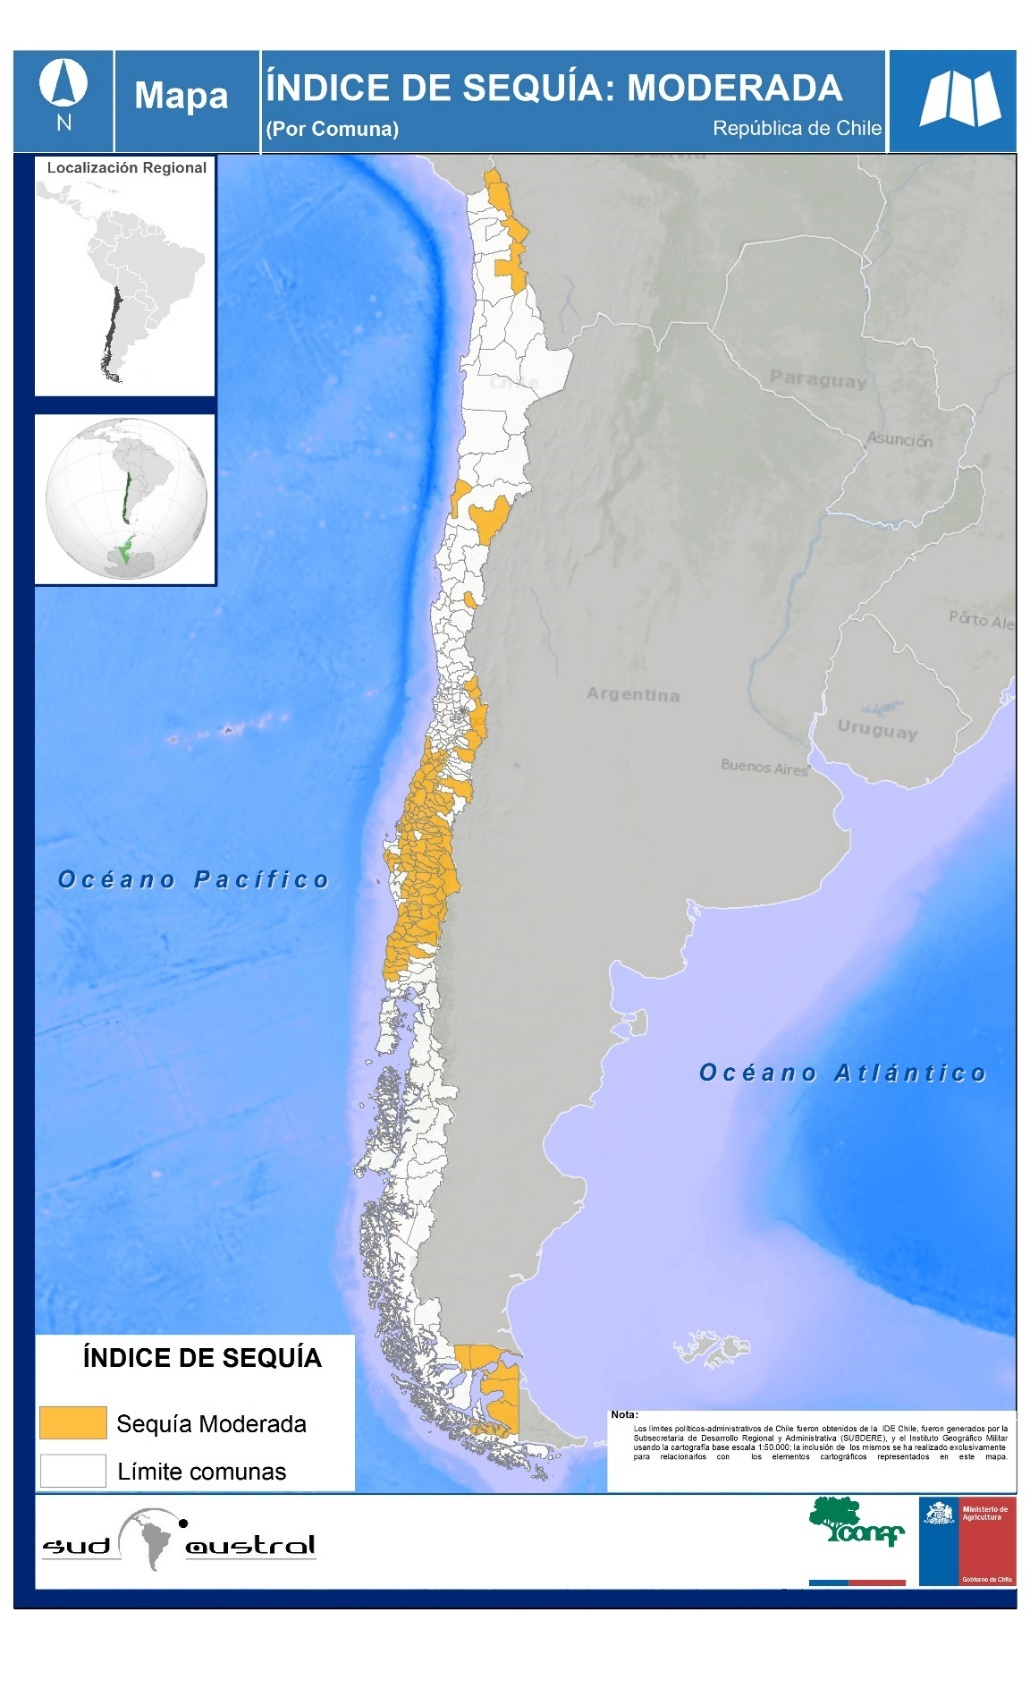 N
Mapa
ÍNDICE DE SEQUÍA: MODERADA
(Por Comuna)
República de Chile
Localización Regional
Bolivia
Chile
Paraguay
Asunción
Pôrto Ale
Argentina
Uruguay
Buenos Aires
Océano Pacífico
Océano Atlántico
ÍNDICE DE SEQUÍA
Sequía Moderada
Límite comunas
Nota:
Los límites políticos-administrativos de Chile fueron obtenidos de la IDE Chile, fueron generados por la
Subsecretaría de Desarrollo Regional y Administrativa (SUBDERE), y el Instituto Geográfico Militar
usando la cartografía base escala 1:50.000; la inclusión de los mismos se ha realizado exclusivamente
para relacionarlos con los elementos cartográficos representados en este mapa.
sud austral
conaf
Ministerio de
Agricultura
Gobierno de Chile